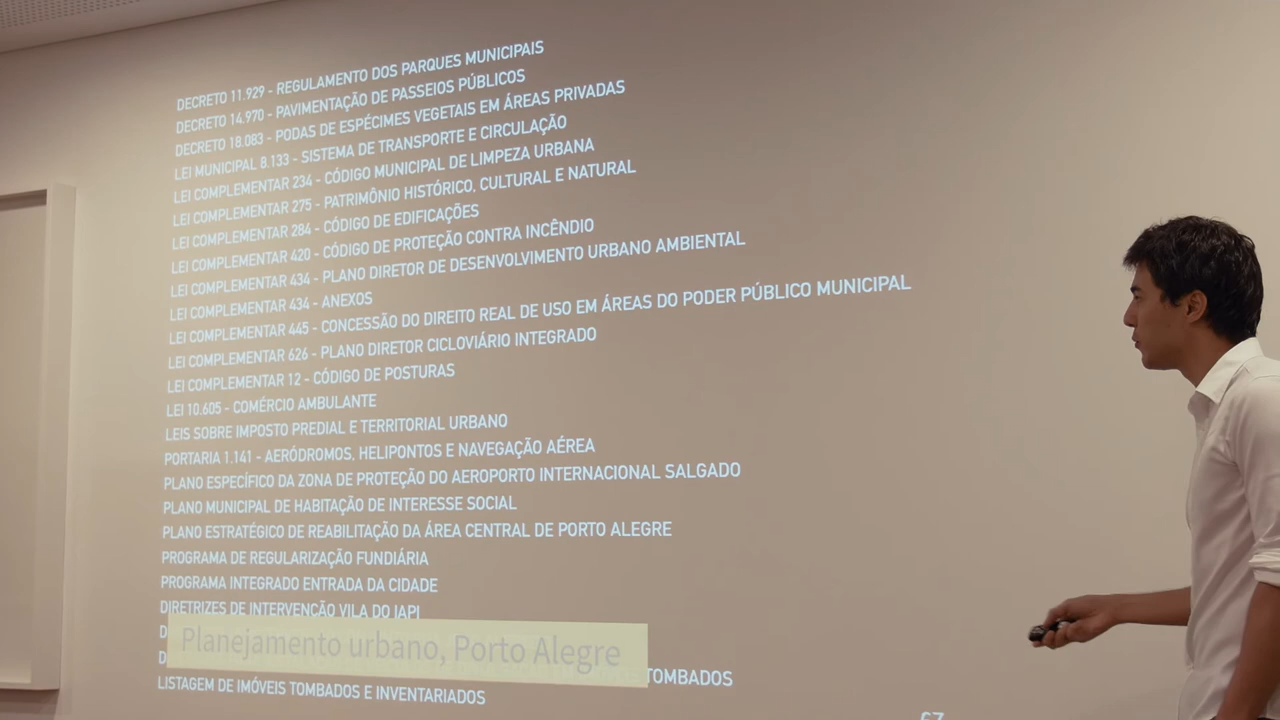 DECRETO 11.929 - REGULAMENTO DOS PARQUES MUNICIPAIS
DECRETO 14.970 - PAVIMENTAÇÃO DE PASSEIOS PÚBLICOS
DECRETO 18.083 - PODAS DE ESPÉCIMES VEGETAIS EM ÁREAS PRIVADAS
LEI MUNICIPAL 8.133 - SISTEMA DE TRANSPORTE E CIRCULAÇÃO
LEI COMPLEMENTAR 234 - CÓDIGO MUNICIPAL DE LIMPEZA URBANA
LEI COMPLEMENTAR 275 - PATRIMÔNIO HISTÓRICO, CULTURAL E NATURAL
LEI COMPLEMENTAR 284 - CÓDIGO DE EDIFICAÇÕES
LEI COMPLEMENTAR 420 - CÓDIGO DE PROTEÇÃO CONTRA INCÊNDIO
LEI COMPLEMENTAR 434 - PLANO DIRETOR DE DESENVOLVIMENTO URBANO AMBIENTAL
LEI COMPLEMENTAR 434 - ANEXOS
LEI COMPLEMENTAR 445 - CONCESSÃO DO DIREITO REAL DE USO EM ÁREAS DO PODER PÚBLICO MUNICIPAL
LEI COMPLEMENTAR 626 - PLANO DIRETOR CICLOVIÁRIO INTEGRADO
LEI COMPLEMENTAR 12 - CÓDIGO DE POSTURAS
LEI 10.605 - COMÉRCIO AMBULANTE
LEIS SOBRE IMPOSTO PREDIAL E TERRITORIAL URBANO
PORTARIA 1.141 - AERÓDROMOS, HELIPONTOS E NAVEGAÇÃO AÉREA
PLANO ESPECÍFICO DA ZONA DE PROTEÇÃO DO AEROPORTO INTERNACIONAL SALGADO
PLANO MUNICIPAL DE HABITAÇÃO DE INTERESSE SOCIAL
PLANO ESTRATÉGICO DE REABILITAÇÃO DA ÁREA CENTRAL DE PORTO ALEGRE
PROGRAMA DE REGULARIZAÇÃO FUNDIÁRIA
PROGRAMA INTEGRADO ENTRADA DA CIDADE
DIRETRIZES DE INTERVENÇÃO VILA DO IAPI
Planejamento urbano, Porto Alegre
TOMBADOS
LISTAGEM DE IMÓVEIS TOMBADOS E INVENTARIADOS